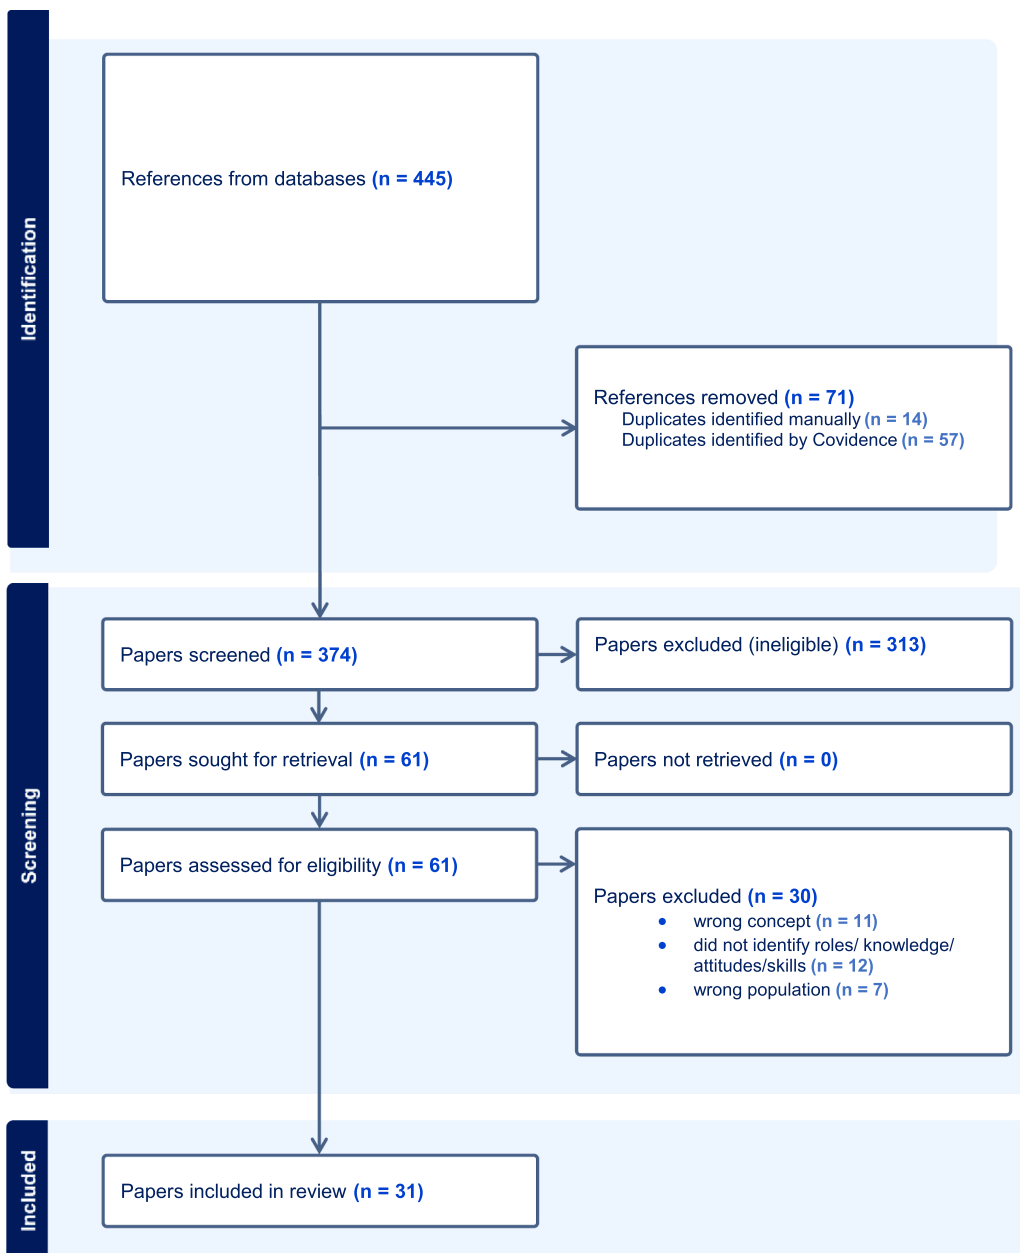 Identification
References from databases (n = 445)
References removed (n = 71)
Duplicates identified manually (n = 14)
Duplicates identified by Covidence (n = 57)
Screening
Papers screened (n = 374)
Papers excluded (ineligible) (n = 313)
Papers sought for retrieval (n = 61)
Papers not retrieved (n = 0)
Papers assessed for eligibility (n = 61)
Papers excluded (n = 30)
• wrong concept (n = 11)
• did not identify roles/ knowledge/
attitudes/skills (n = 12)
• wrong population (n = 7)
Included
Papers included in review (n = 31)